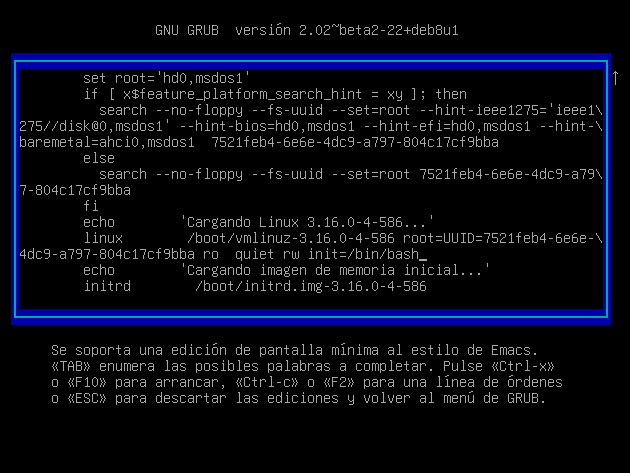 GNU GRUB  versión 2.02~beta2-22+deb8u1
set root='hd0,msdos1'
if [ x$feature_platform_search_hint = xy ]; then
search --no-floppy --fs-uuid --set=root --hint-ieee1275='ieee1\
275//disk@0,msdos1' --hint-bios=hd0,msdos1 --hint-efi=hd0,msdos1 --hint-\
baremetal=ahci0,msdos1  7521feb4-6e6e-4dc9-a797-804c17cf9bba
else
search --no-floppy --fs-uuid --set=root 7521feb4-6e6e-4dc9-a79\
7-804c17cf9bba
fi
echo        'Cargando Linux 3.16.0-4-586...'
linux        /boot/vmlinuz-3.16.0-4-586 root=UUID=7521feb4-6e6e-\
4dc9-a797-804c17cf9bba ro  quiet rw init=/bin/bash_
echo        'Cargando imagen de memoria inicial...'
initrd        /boot/initrd.img-3.16.0-4-586
Se soporta una edición de pantalla mínima al estilo de Emacs.
«TAB» enumera las posibles palabras a completar. Pulse «Ctrl-x»
o «F10» para arrancar, «Ctrl-c» o «F2» para una línea de órdenes
o «ESC» para descartar las ediciones y volver al menú de GRUB.